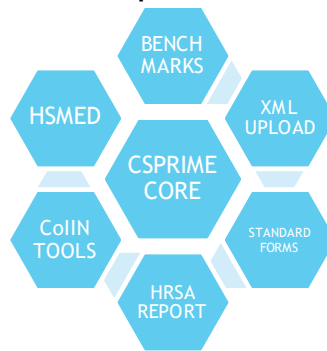 BENCH
MARKS
HSMED
XML
UPLOAD
CSPRIME
CORE
CoIIN
TOOLS
STANDARD
FORMS
HRSA
REPORT